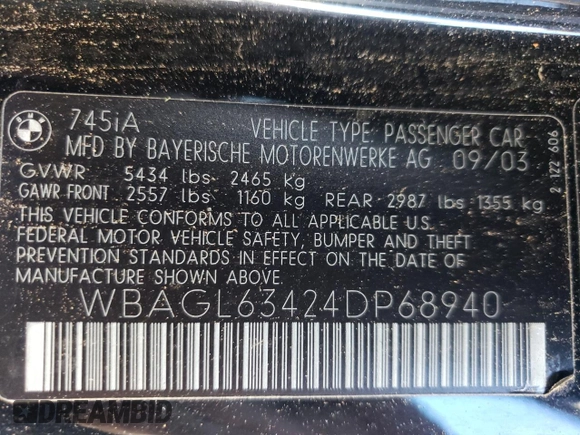 745iA VEHICLE TYPE: PASSENGER CAR
MFD BY BAYERISCHE MOTORENWERKE AG 09/03
GVWR 5434 lbs 2465 kg
GAWR FRONT 2557 lbs 1160 kg REAR 2987 lbs 1355 kg
THIS VEHICLE CONFORMS TO ALL APPLICABLE U.S.
FEDERAL MOTOR VEHICLE SAFETY, BUMPER AND THEFT
PREVENTION STANDARDS IN EFFECT ON THE DATE OF
MANUFACTURE SHOWN ABOVE.
WBAGL63424DP68940
2 122 606
DREAMBID